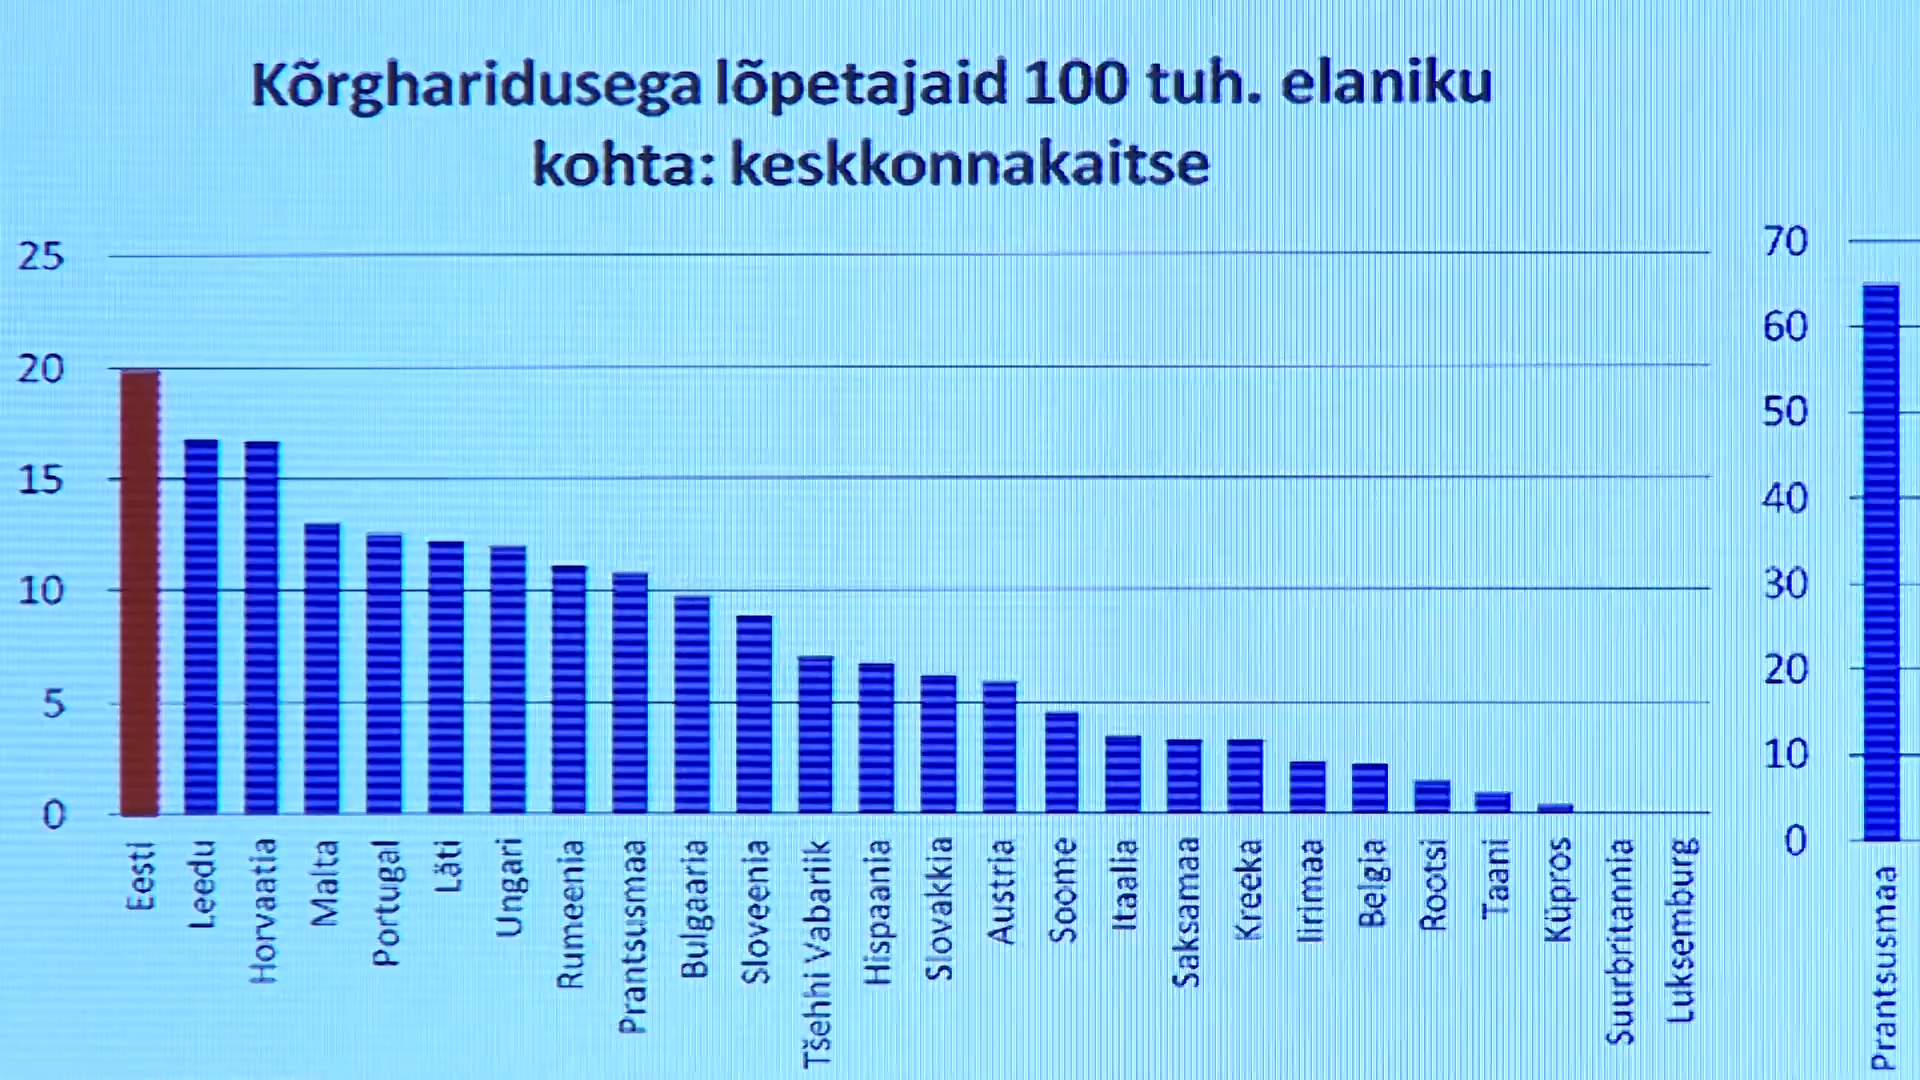 Kõrgharidusega lõpetajaid 100 tuh. elaniku
kohta: keskkonnakaitse
25
20
15
10
5
0
Eesti
Leedu
Horvaatia
Malta
Portugal
Läti
Ungari
Rumeenia
Prantsusmaa
Bulgaaria
Sloveenia
Tšehhi Vabariik
Hispaania
Slovakkia
Austria
Soome
Itaalia
Saksamaa
Kreeka
Iirimaa
Belgia
Rootsi
Taani
Küpros
Suurbritannia
Luksemburg
70
60
50
40
30
20
10
0
Prantsusmaa